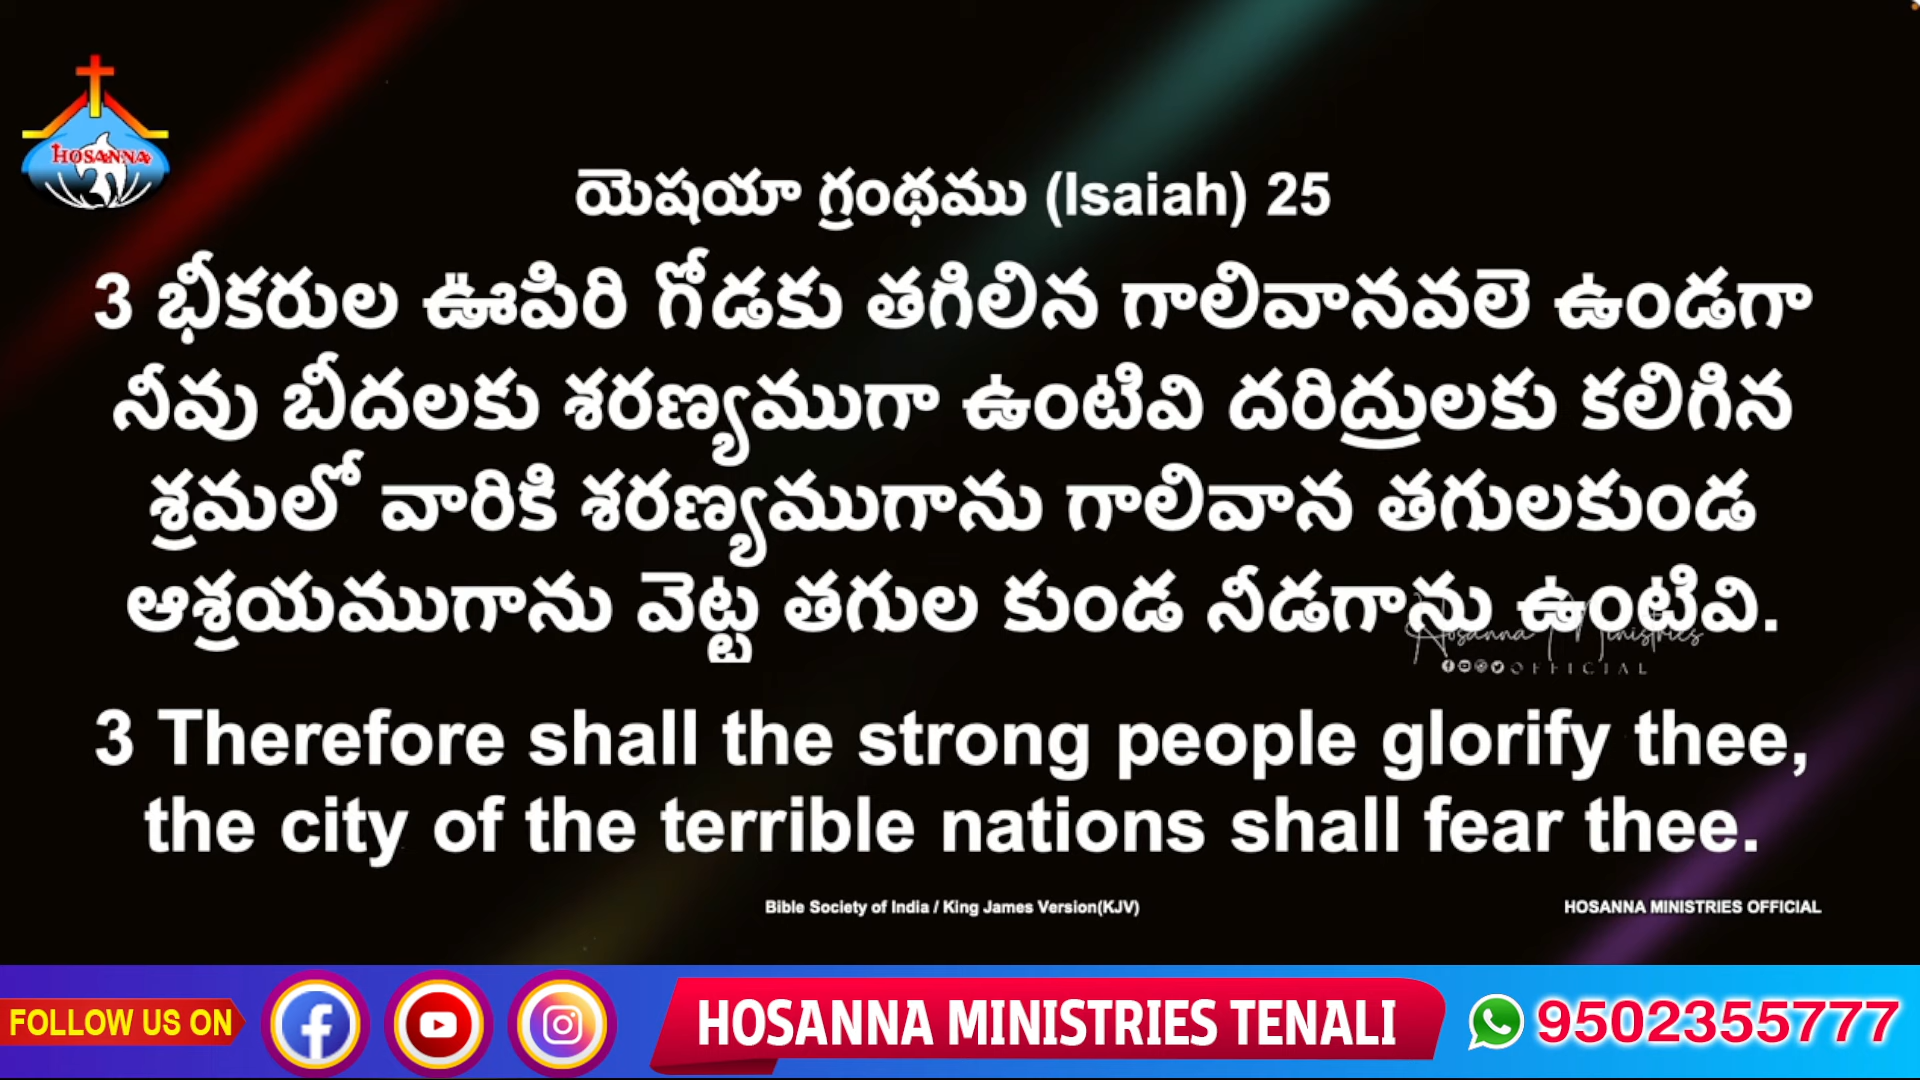 HOSANNA
యెషయా గ్రంథము (Isaiah) 25
3 భీకరుల ఊపిరి గోడకు తగిలిన గాలివానవలె ఉండగా
నీవు బీదలకు శరణ్యముగా ఉంటివి దరిద్రులకు కలిగిన
శ్రమలో వారికి శరణ్యముగాను గాలివాన తగులకుండ
ఆశ్రయముగాను వెట్ట తగుల కుండ నీడగాను ఉంటివి.
Hosanna Ministries
OFFICIAL
3 Therefore shall the strong people glorify thee,
the city of the terrible nations shall fear thee.
Bible Society of India / King James Version(KJV)
HOSANNA MINISTRIES OFFICIAL
FOLLOW US ON
HOSANNA MINISTRIES TENALI
9502355777